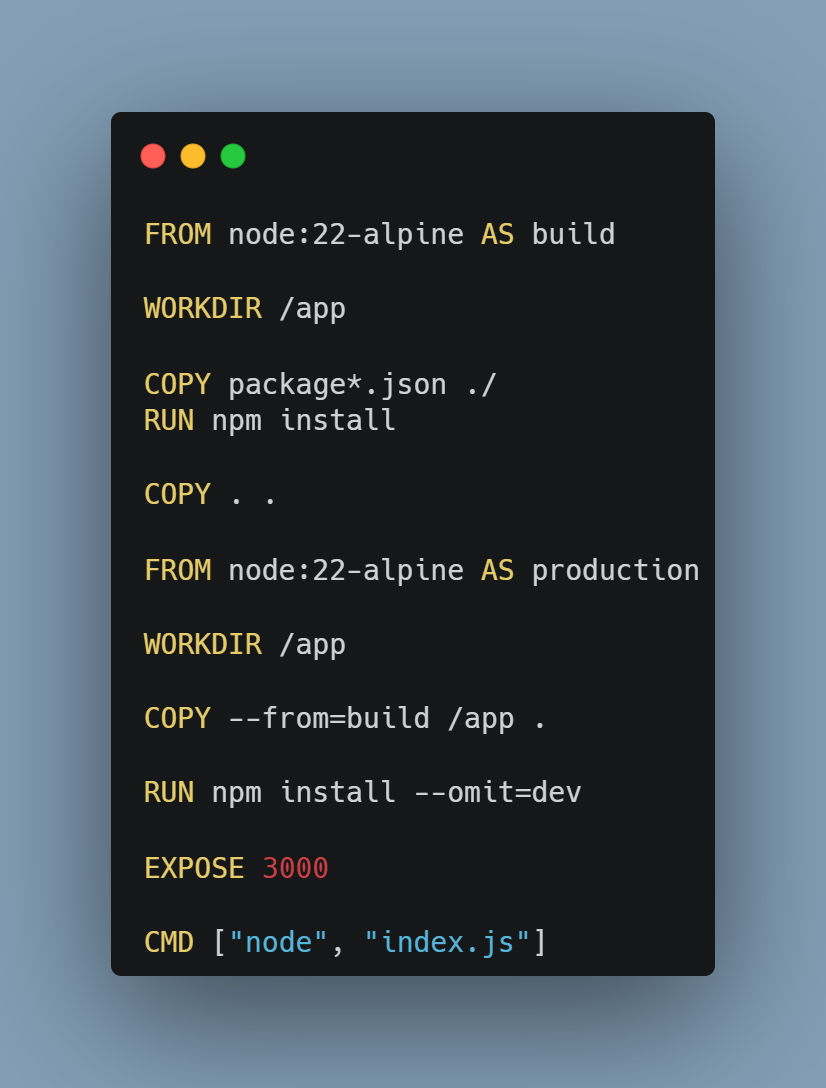 FROM node:22-alpine AS build
WORKDIR /app
COPY package*.json ./
RUN npm install
COPY . .
FROM node:22-alpine AS production
WORKDIR /app
COPY --from=build /app .
RUN npm install --omit=dev
EXPOSE 3000
CMD ["node", "index.js"]